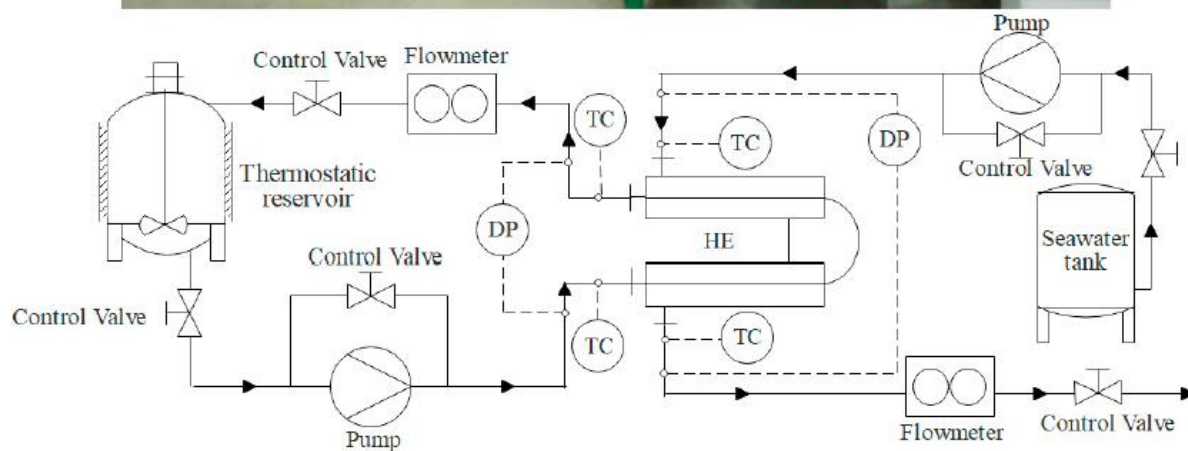 Pump
Control Valve
Flowmeter
TC
TC
DP
Control Valve
Thermostatic
reservoir
DP
HE
Seawater
tank
Control Valve
Control Valve
TC
TC
Flowmeter
Control Valve
Pump